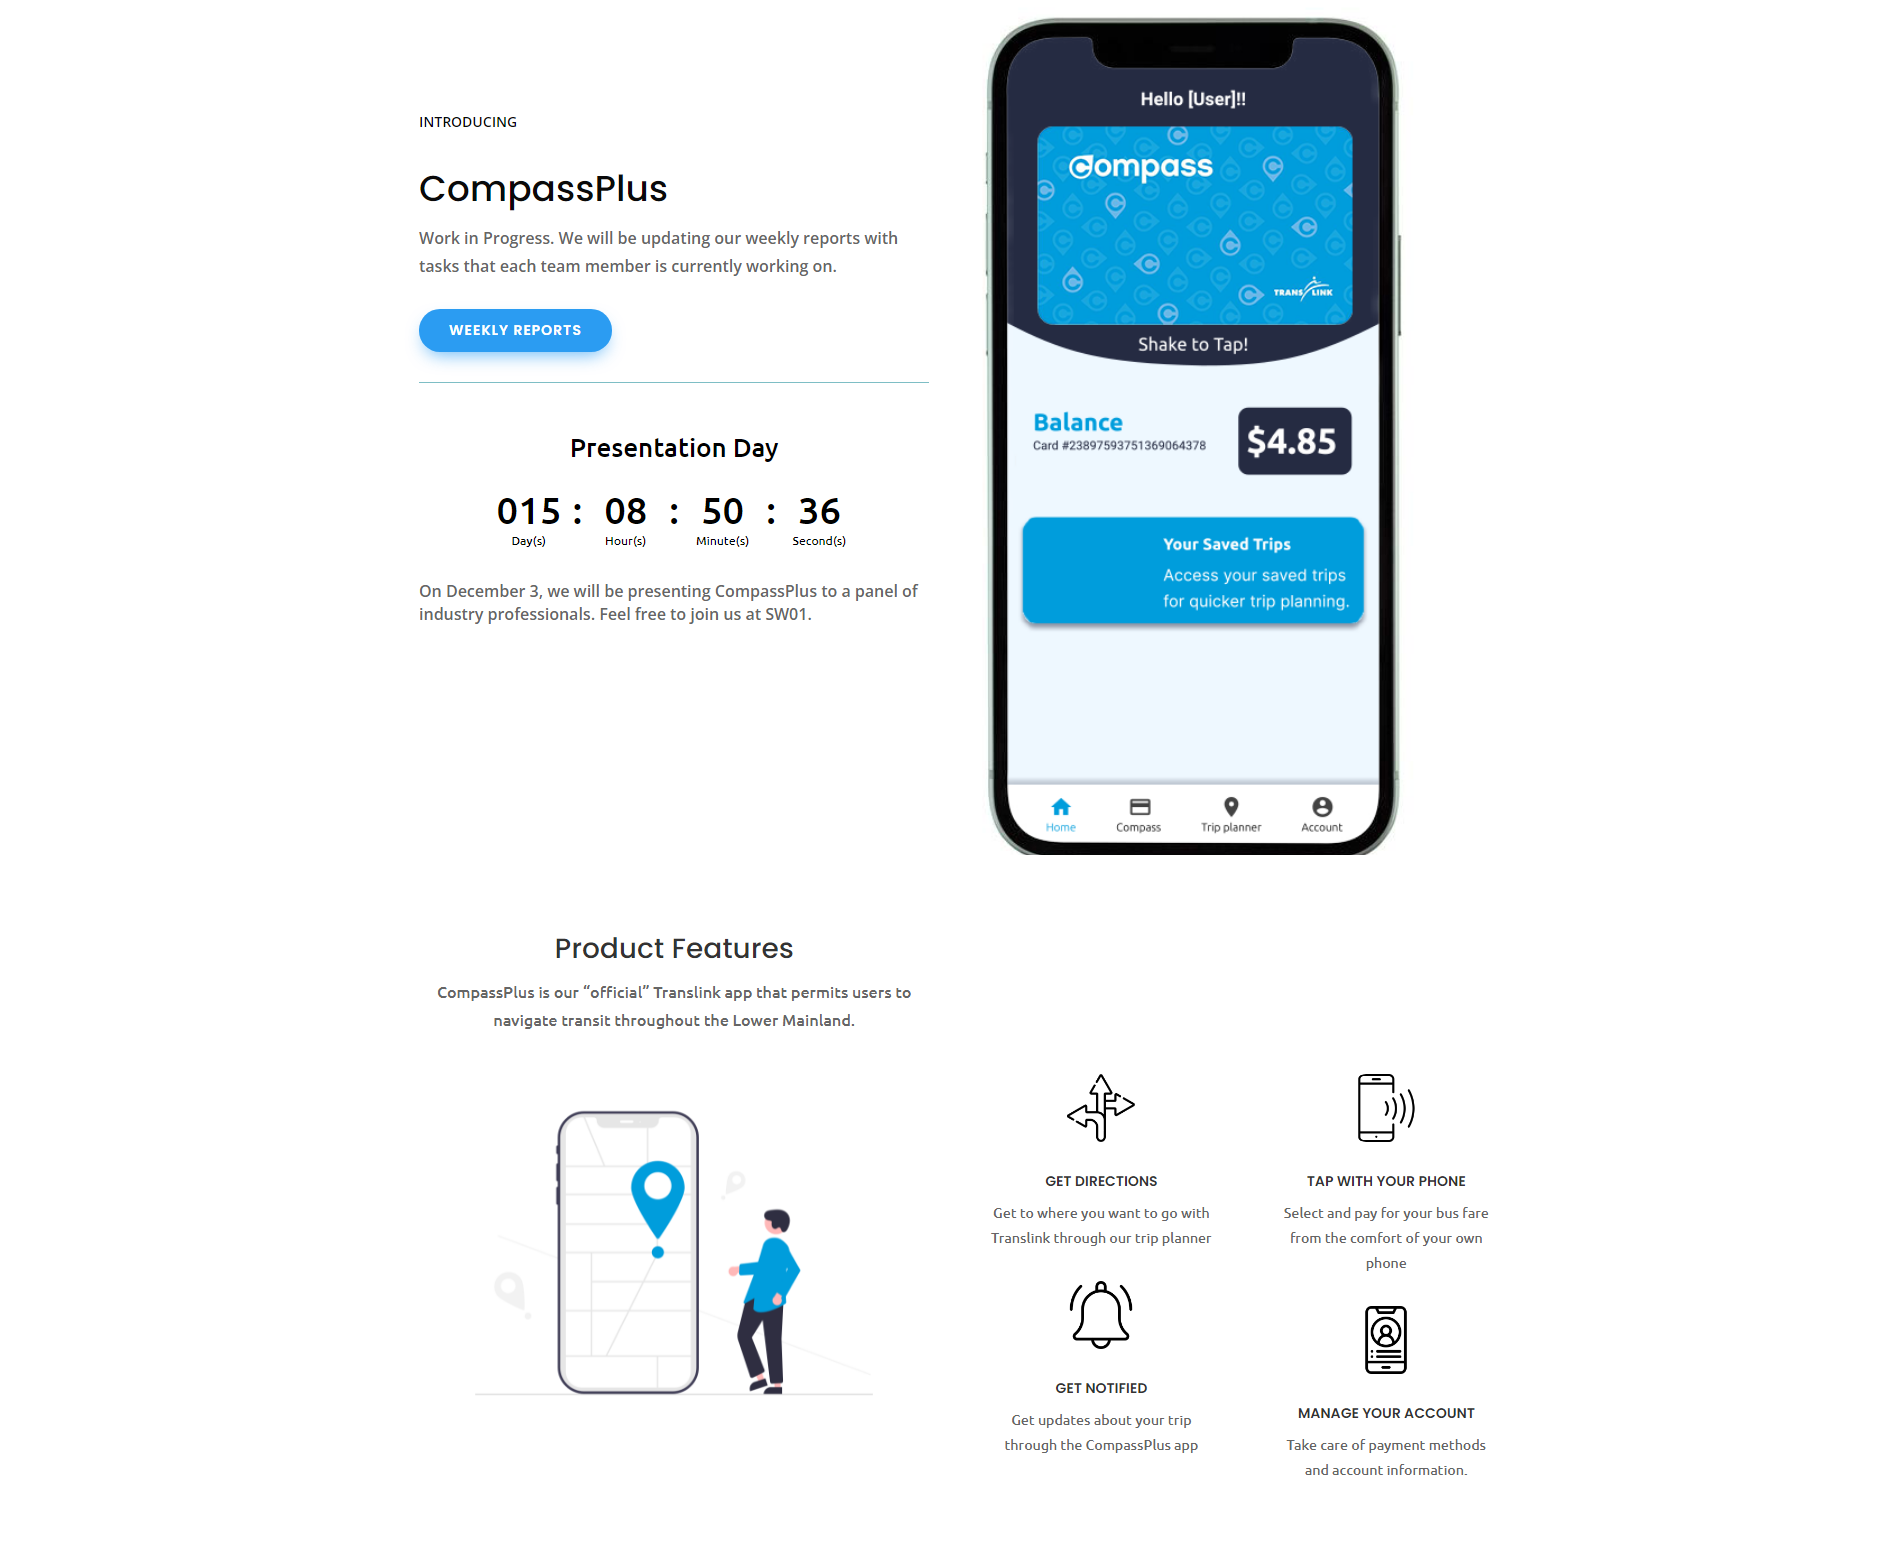 INTRODUCING
CompassPlus
Work in Progress. We will be updating our weekly reports with
tasks that each team member is currently working on.
WEEKLY REPORTS
Presentation Day
015 : 08 : 50 : 36
Day(s) Hour(s) Minute(s) Second(s)
On December 3, we will be presenting CompassPlus to a panel of
industry professionals. Feel free to join us at SW01.
Hello [User]!!
Compass
TRANS LINK
Shake to Tap!
Balance
Card #23897593751369064378
$4.85
Your Saved Trips
Access your saved trips
for quicker trip planning.
Home Compass Trip planner Account
Product Features
CompassPlus is our “official” Translink app that permits users to
navigate transit throughout the Lower Mainland.
GET DIRECTIONS
Get to where you want to go with
Translink through our trip planner
TAP WITH YOUR PHONE
Select and pay for your bus fare
from the comfort of your own
phone
GET NOTIFIED
Get updates about your trip
through the CompassPlus app
MANAGE YOUR ACCOUNT
Take care of payment methods
and account information.